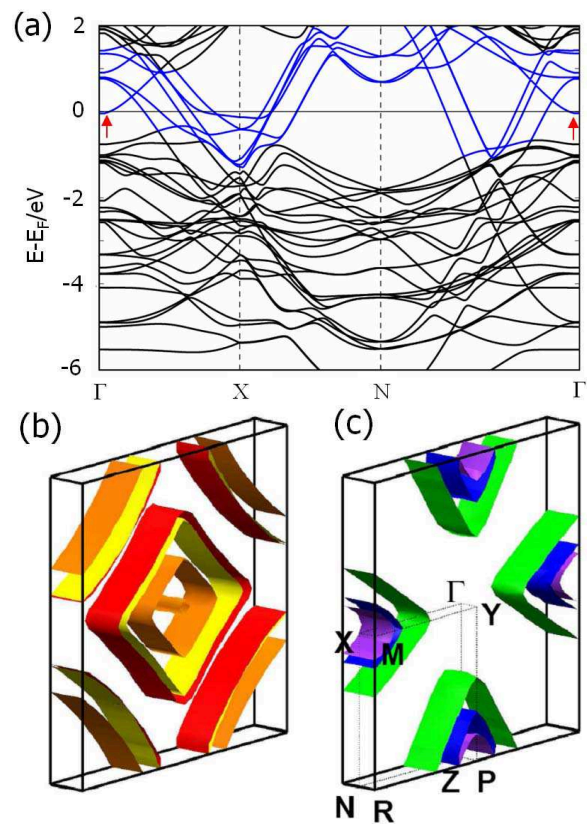 (a)
2
0
-2
-4
-6
E-E_F/eV
Γ X N Γ
(b) (c)
Γ
Y
X
M
Z P
N R